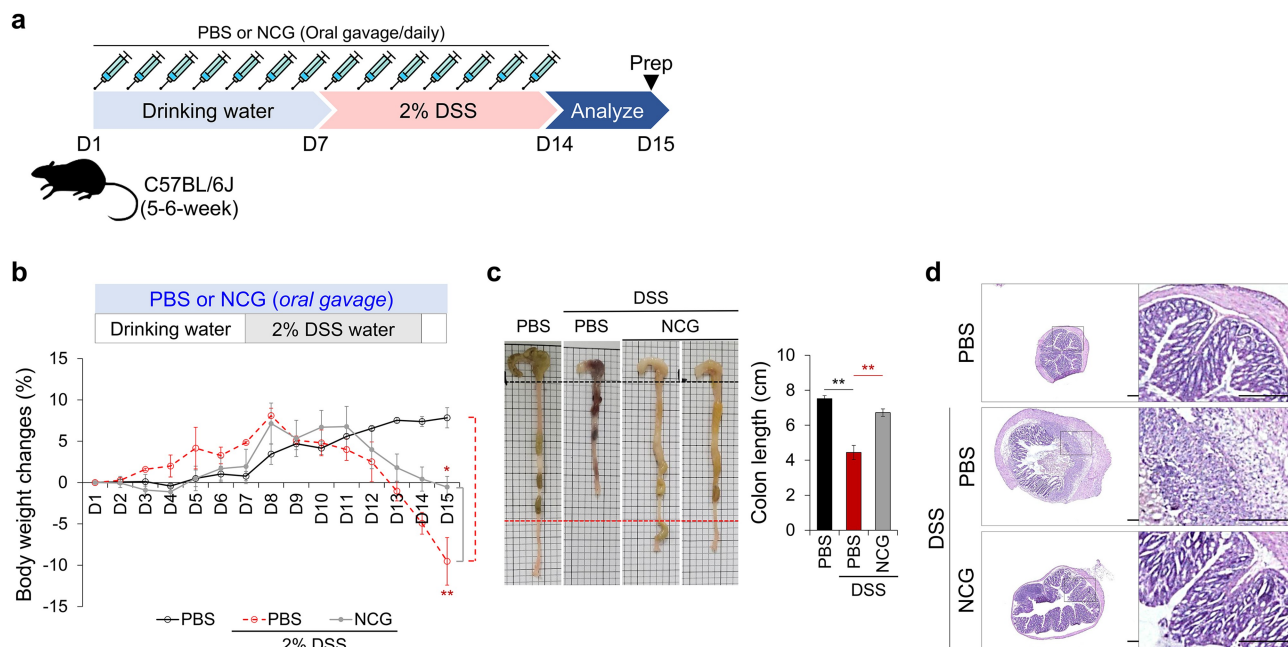 a
PBS or NCG (Oral gavage/daily)
Prep
Drinking water
2% DSS
Analyze
D1
D7
D14
D15
C57BL/6J
(5-6-week)
b
PBS or NCG (oral gavage)
Drinking water
2% DSS water
Body weight changes (%)
15
10
5
0
-5
-10
-15
D1
D2
D3
D4
D5
D6
D7
D8
D9
D10
D11
D12
D13
D14
D15
*
**
PBS
PBS
NCG
2% DSS
c
DSS
PBS
PBS
NCG
Colon length (cm)
10
8
6
4
2
0
**
**
PBS
PBS
NCG
DSS
d
PBS
PBS
NCG
DSS